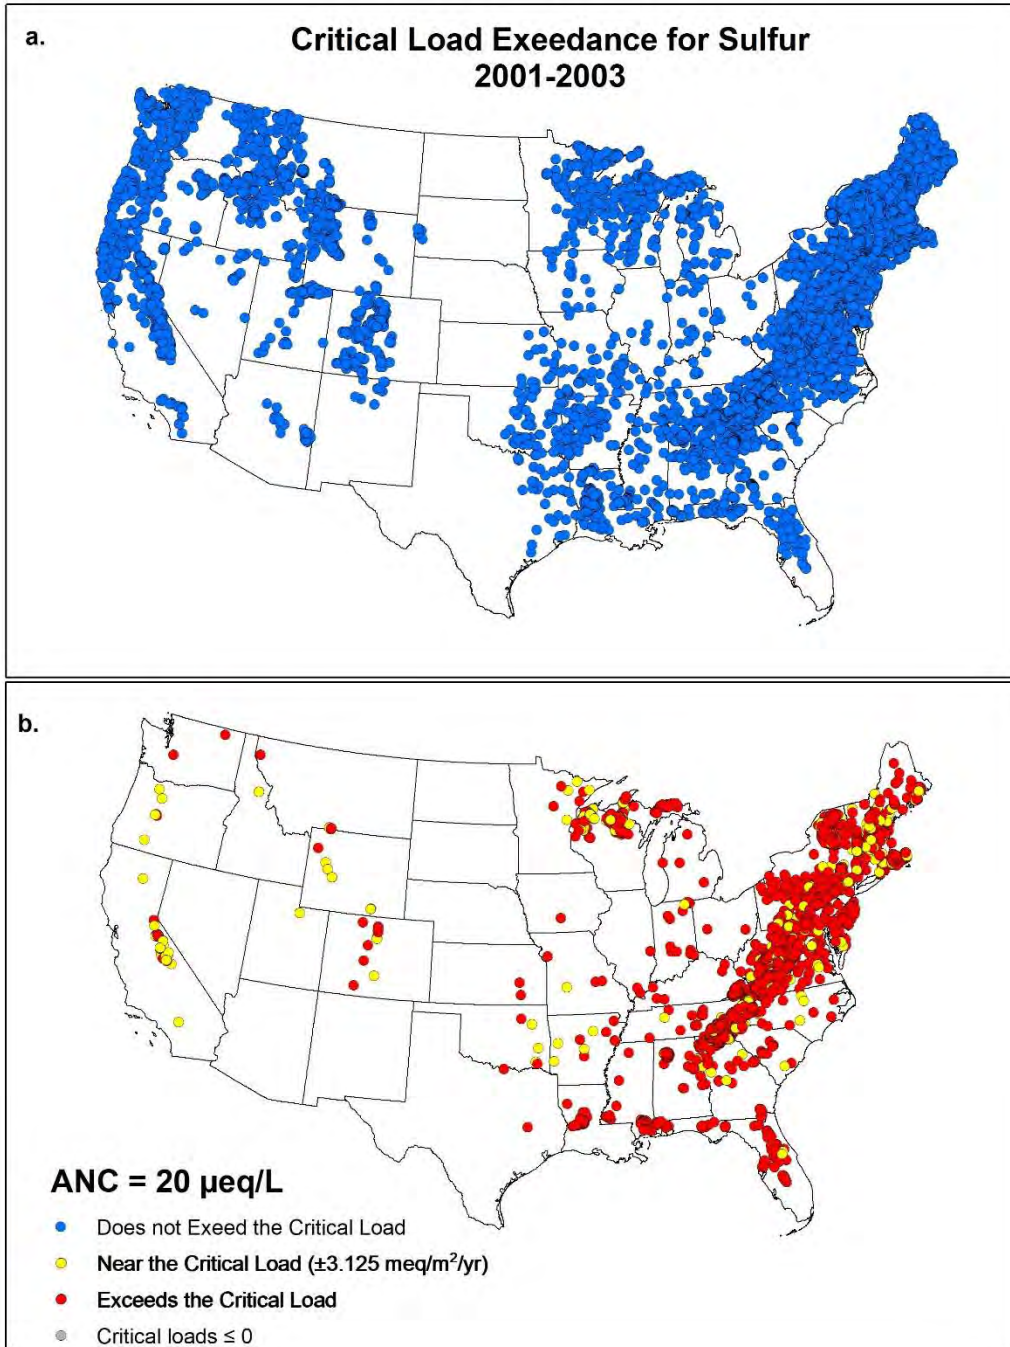 a.
Critical Load Exeedance for Sulfur
2001-2003
b.
ANC = 20 µeq/L
Does not Exeed the Critical Load
Near the Critical Load (±3.125 meq/m²/yr)
Exceeds the Critical Load
Critical loads ≤ 0